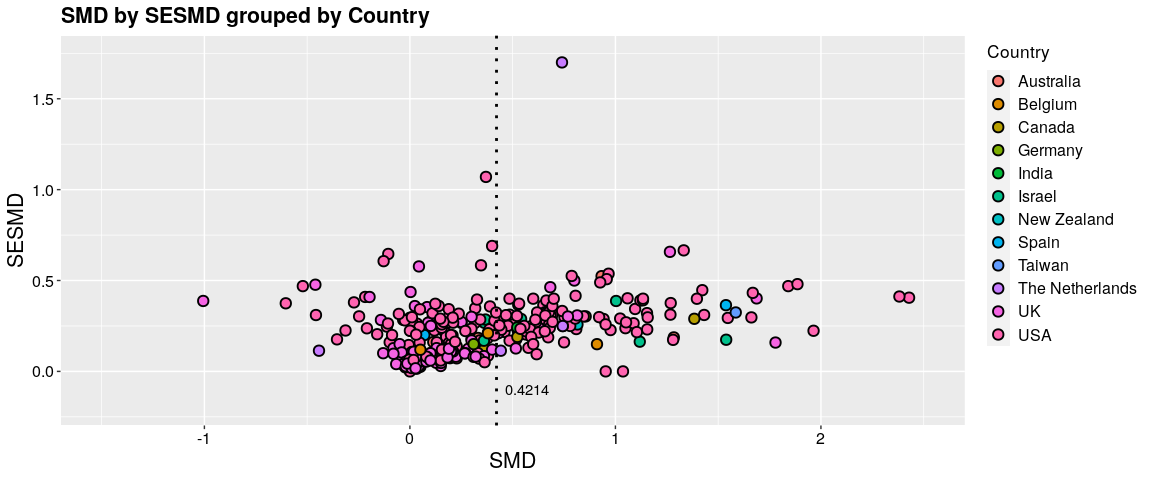 SMD by SESMD grouped by Country
SESMD
1.5
1.0
0.5
0.0
0.4214
-1
0
1
2
SMD
Country
Australia
Belgium
Canada
Germany
India
Israel
New Zealand
Spain
Taiwan
The Netherlands
UK
USA